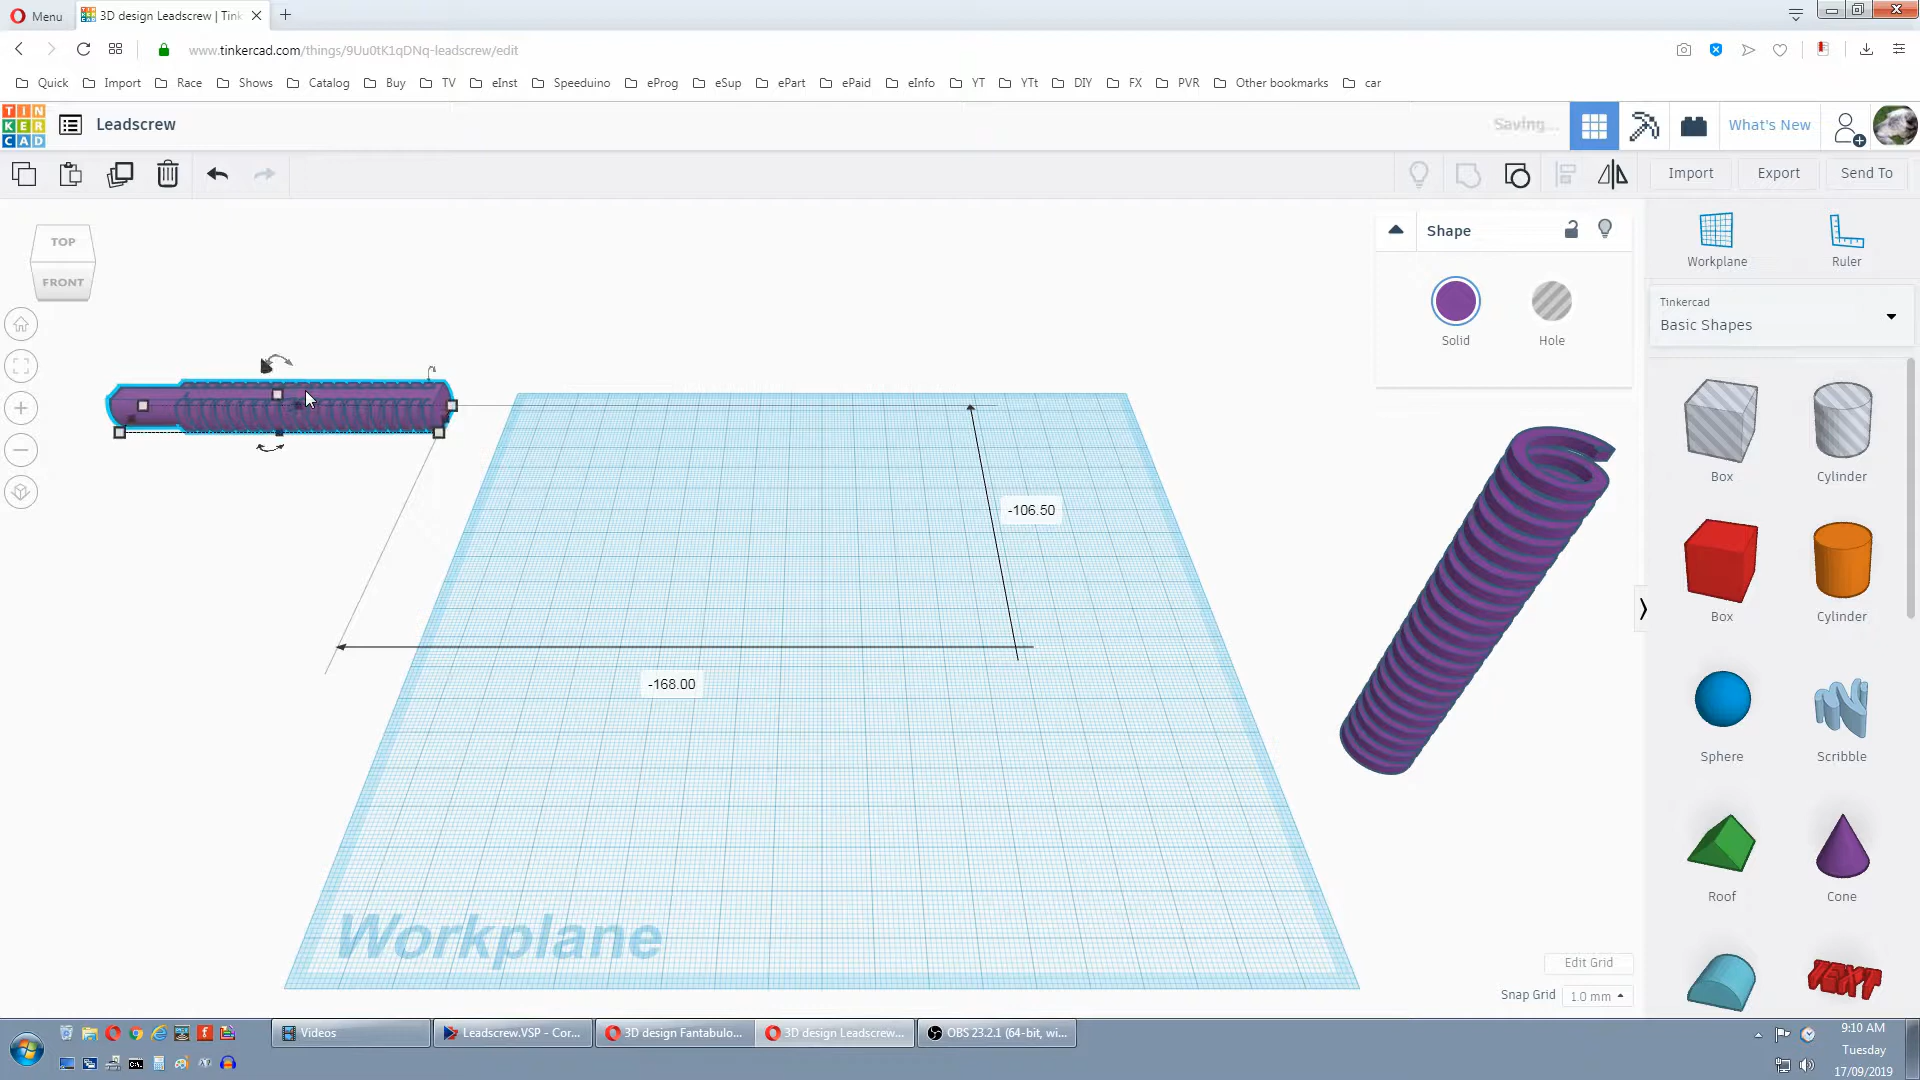 Menu
3D design Leadscrew | Tink
www.tinkercad.com/things/9Uu0tK1qDNq-leadscrew/edit
Quick
Import
Race
Shows
Catalog
Buy
TV
eInst
Speeduino
eProg
eSup
ePart
ePaid
eInfo
YT
YTt
DIY
FX
PVR
Other bookmarks
car
TIN
KER
CAD
Leadscrew
Saving...
What's New
Import
Export
Send To
TOP
FRONT
Shape
Solid
Hole
Workplane
Ruler
Tinkercad
Basic Shapes
-106.50
-168.00
Box
Cylinder
Box
Cylinder
Sphere
Scribble
Roof
Cone
TEXT
Workplane
Edit Grid
Snap Grid
1.0 mm
Videos
Leadscrew.VSP - Cor...
3D design Fantabulo...
3D design Leadscrew...
OBS 23.2.1 (64-bit, wi...
9:10 AM
Tuesday
17/09/2019